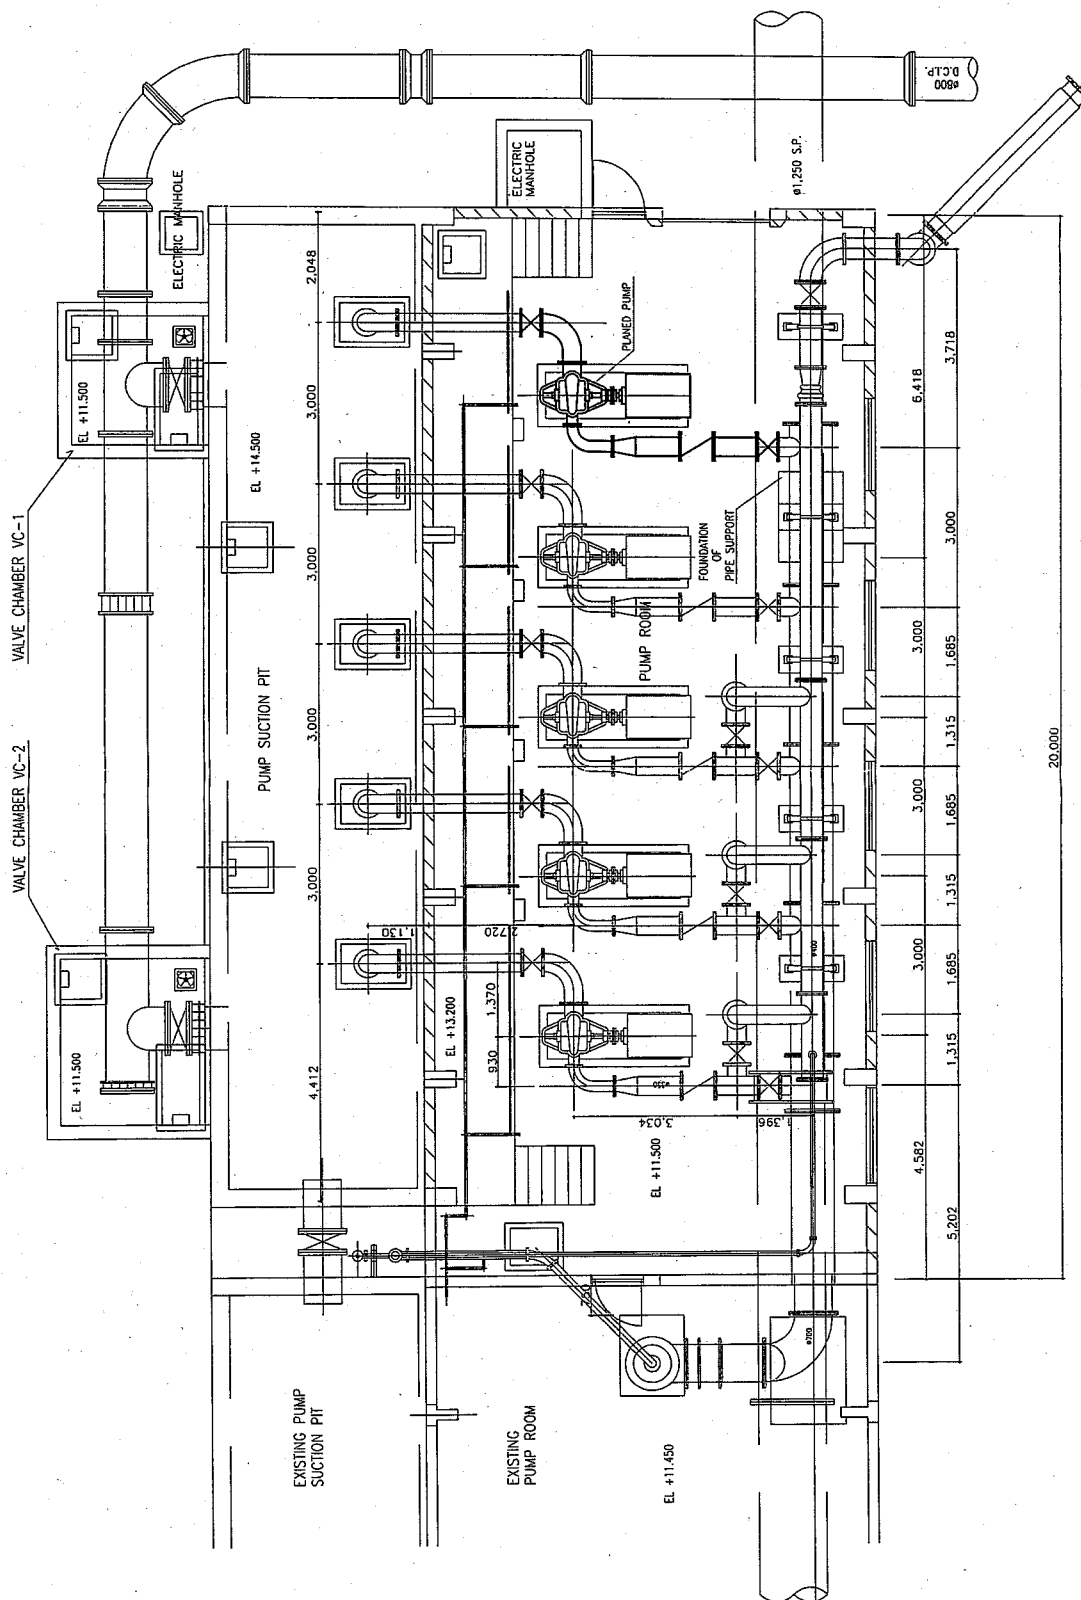 VALVE CHAMBER VC-2
VALVE CHAMBER VC-1
EL +11.500
EL +11.500
ELECTRIC MANHOLE
ø800
D.C.I.P.
EXISTING PUMP
SUCTION PIT
PUMP SUCTION PIT
EL +14.500
4,412
3,000
3,000
3,000
3,000
2,048
1,130
2,720
EL +13.200
930
1,370
ELECTRIC
MANHOLE
EXISTING
PUMP ROOM
EL +11.450
250
PLANED PUMP
PUMP ROOM
EL +11.500
3,034
1,396
ø350
FOUNDATION
OF
PIPE SUPPORT
ø1,250 S.P.
ø700
ø400
4,582
3,000
3,000
3,000
6,418
5,202
1,315
1,685
1,315
1,685
1,315
1,685
3,000
3,718
20,000